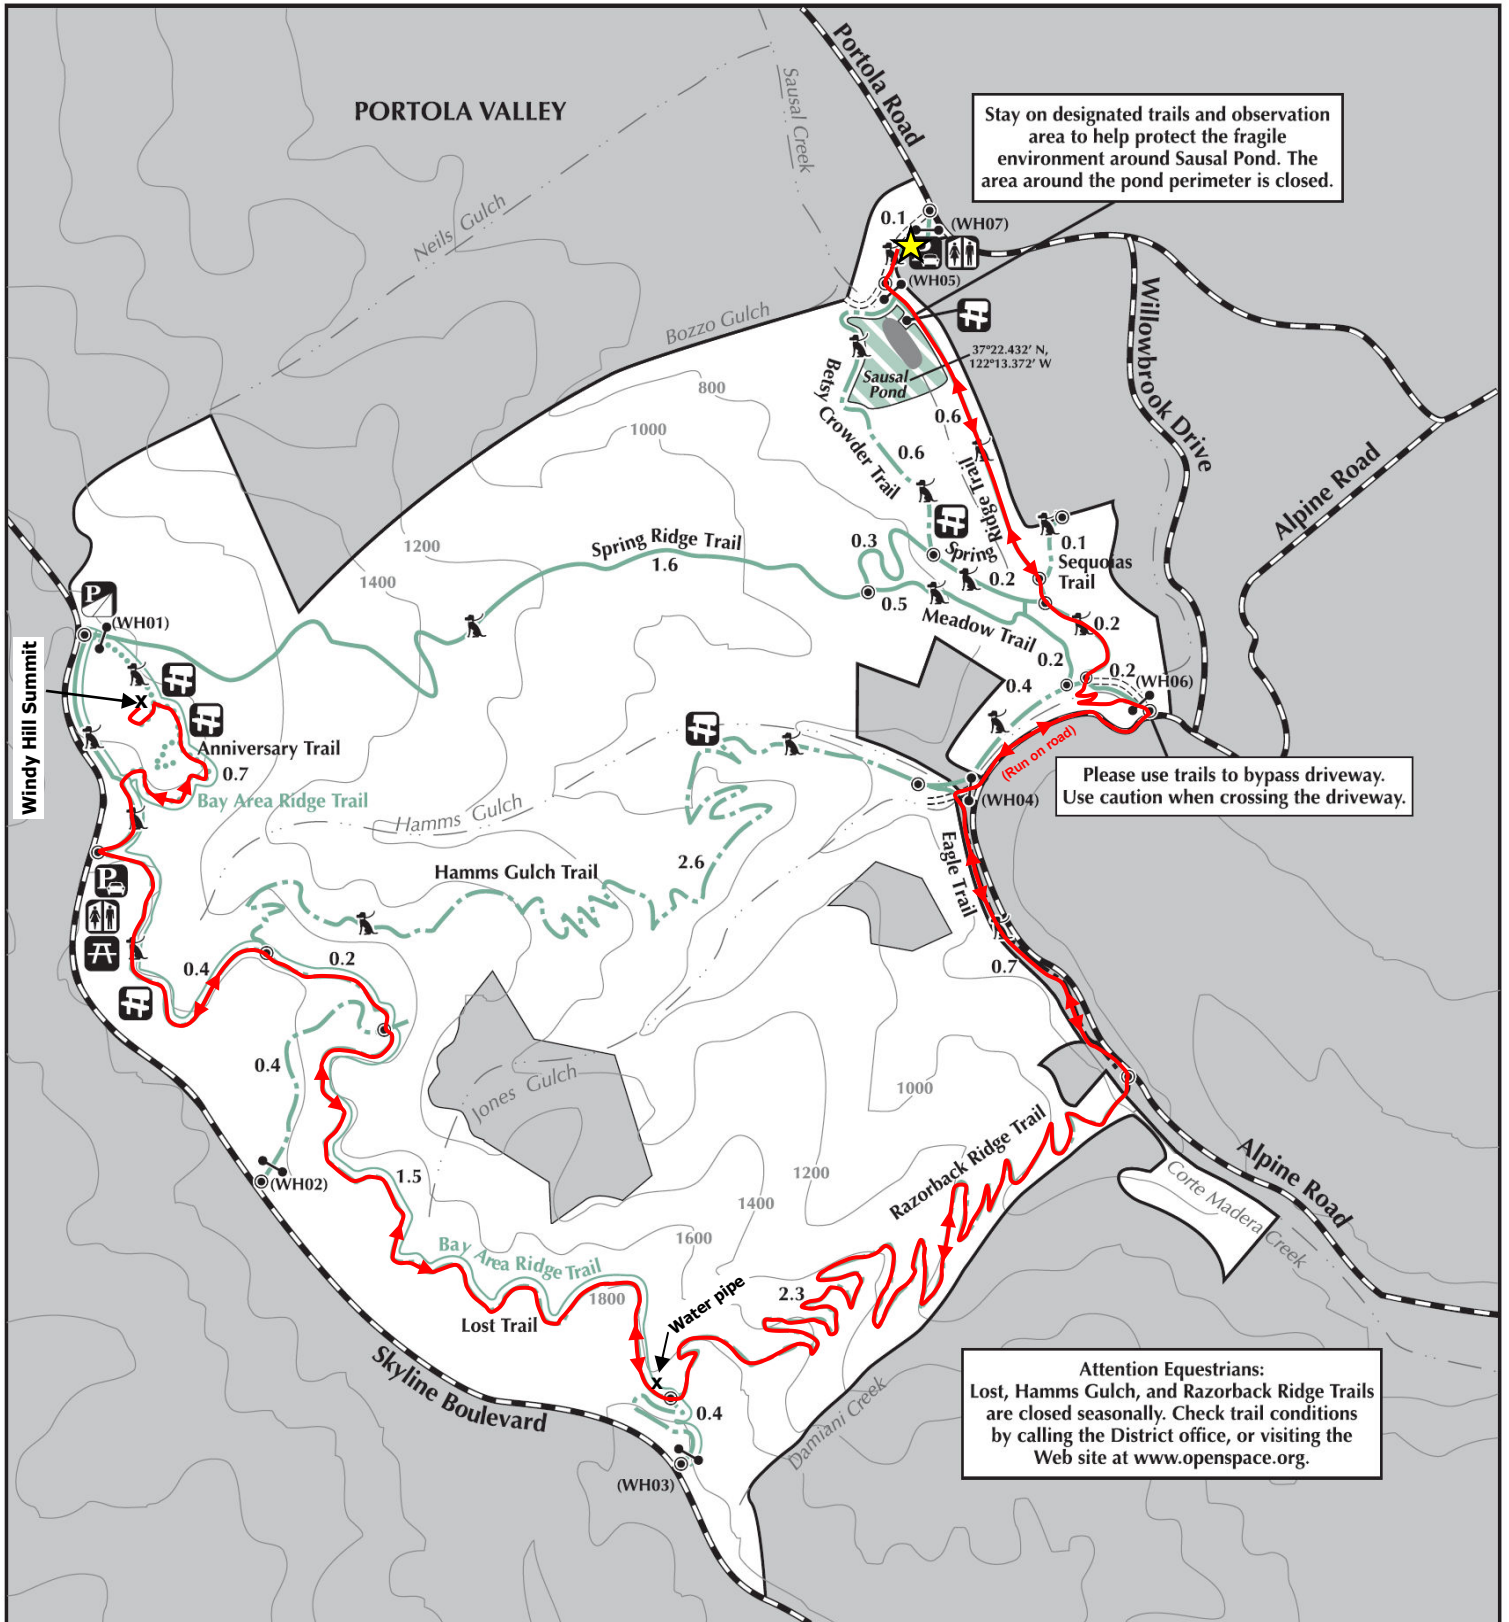 Portola Road
PORTOLA VALLEY
Sausal Creek
Stay on designated trails and observation
area to help protect the fragile
environment around Sausal Pond. The
area around the pond perimeter is closed.
Neils Gulch
0.1
(WH07)
P
(WH05)
Bozzo Gulch
Willowbrook Drive
37°22.432' N,
122°13.372' W
Sausal
Pond
800
Betsy Crowder Trail
0.6
1000
0.6
Alpine Road
Spring Ridge Trail
1200
Spring Ridge Trail
1.6
0.3
0.1
Sequoias
Trail
1400
0.2
0.5
P
(WH01)
Meadow Trail
0.2
0.2
0.2
(WH06)
0.4
Windy Hill Summit
x
(Run on road)
Anniversary Trail
0.7
Bay Area Ridge Trail
Please use trails to bypass driveway.
Use caution when crossing the driveway.
(WH04)
Hamms Gulch
Eagle Trail
2.6
Hamms Gulch Trail
P
0.4
0.2
0.7
0.4
Jones Gulch
1000
Razorback Ridge Trail
Alpine Road
1.5
(WH02)
1200
1400
Corte Madera Creek
1600
Bay Area Ridge Trail
1800
Water pipe
2.3
Lost Trail
x
Skyline Boulevard
0.4
Damiani Creek
Attention Equestrians:
Lost, Hamms Gulch, and Razorback Ridge Trails
are closed seasonally. Check trail conditions
by calling the District office, or visiting the
Web site at www.openspace.org.
(WH03)